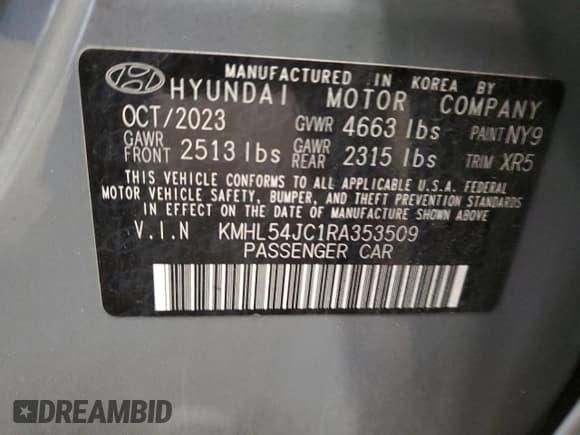 MANUFACTURED IN KOREA BY
HYUNDAI MOTOR COMPANY
OCT/2023 GVWR 4663 lbs PAINT NY9
GAWR FRONT 2513 lbs GAWR REAR 2315 lbs TRIM XR5
THIS VEHICLE CONFORMS TO ALL APPLICABLE U.S.A. FEDERAL
MOTOR VEHICLE SAFETY, BUMPER, AND THEFT PREVENTION STANDARDS
IN EFFECT ON THE DATE OF MANUFACTURE SHOWN ABOVE
V.I.N KMHL54JC1RA353509
PASSENGER CAR
DREAMBID